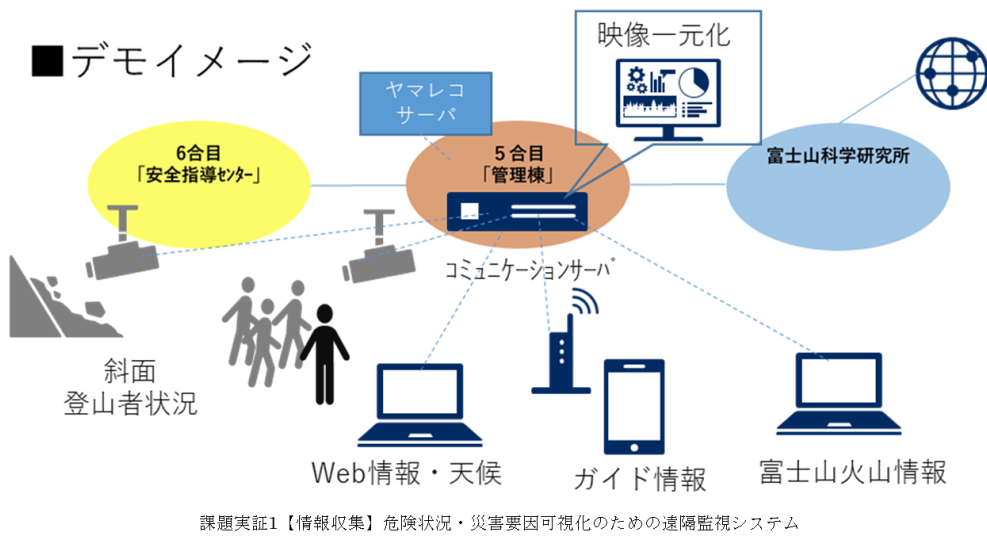 ■デモイメージ
映像一元化
ヤマレコ
サーバ
6合目
「安全指導ｾﾝﾀｰ」
５合目
「管理棟」
富士山科学研究所
ｺﾐｭﾆｹｰｼｮﾝｻｰﾊﾞ
斜面
登山者状況
Web情報・天候
ガイド情報
富士山火山情報
課題実証1【情報収集】危険状況・災害要因可視化のための遠隔監視システム